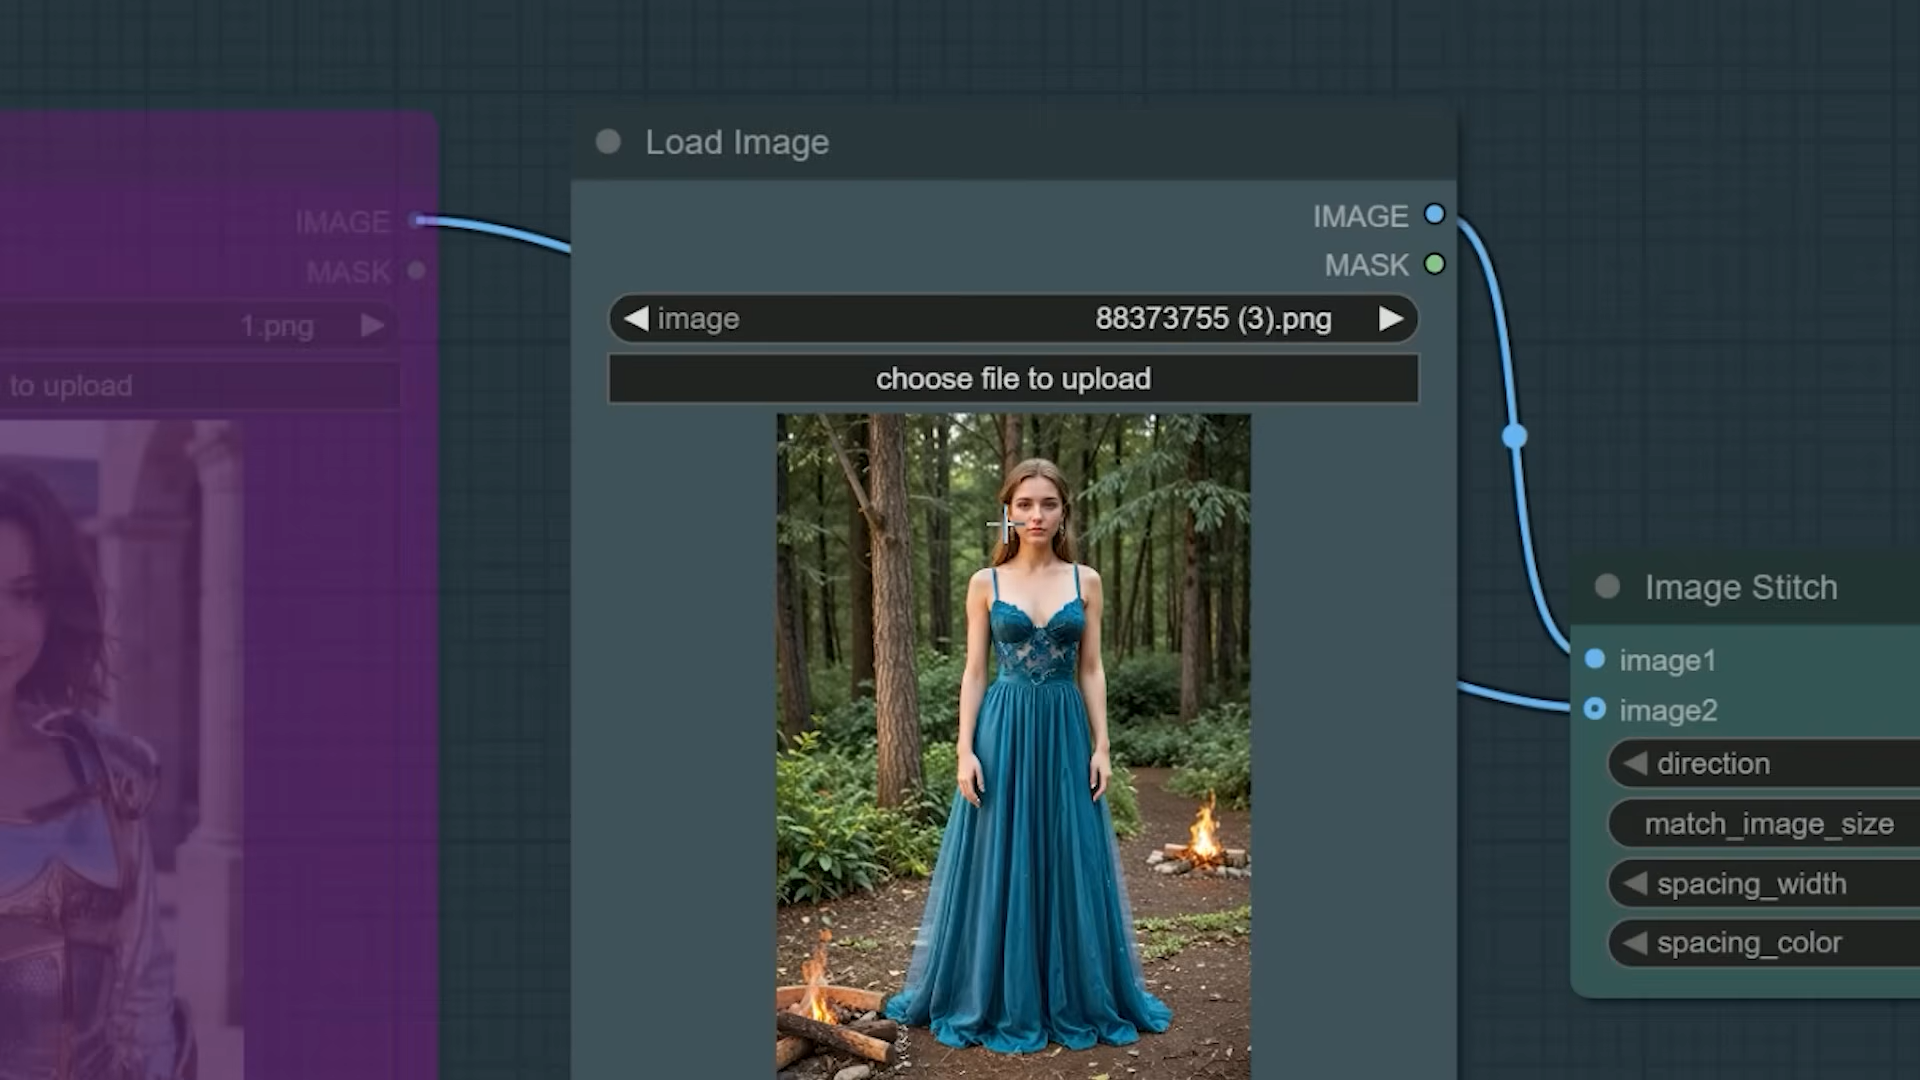 IMAGE
MASK
1.png
to upload
Load Image
IMAGE
MASK
image 88373755 (3).png
choose file to upload
Image Stitch
image1
image2
direction
match_image_size
spacing_width
spacing_color